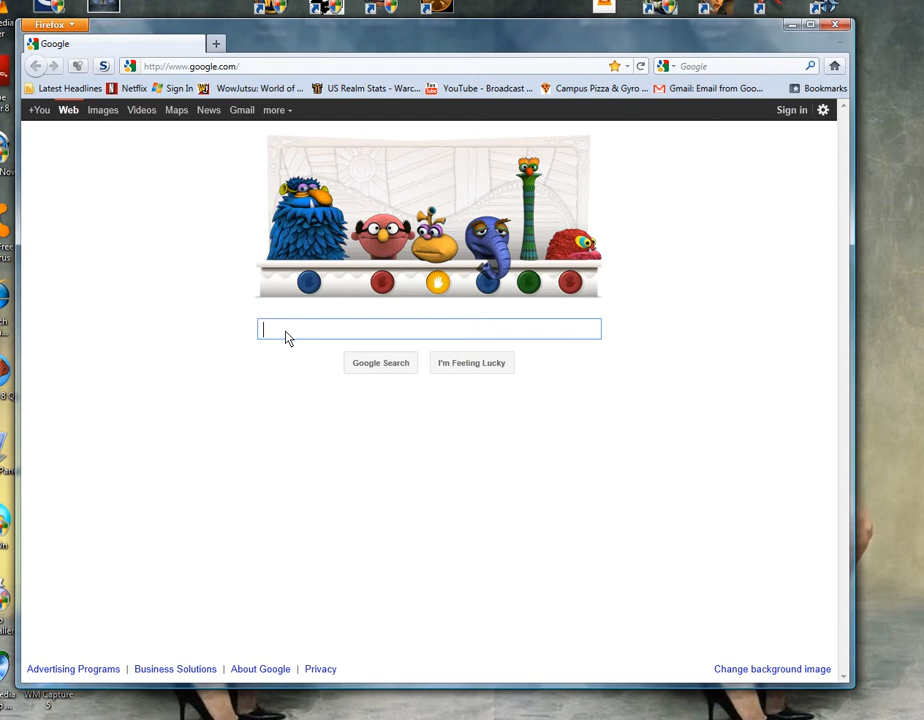 Firefox
Google
http://www.google.com/
Google
Latest Headlines
Netflix
Sign In
WowJutsu: World of ...
US Realm Stats - Warc...
YouTube - Broadcast ...
Campus Pizza & Gyro ...
Gmail: Email from Goo...
Bookmarks
+You Web Images Videos Maps News Gmail more
Sign in
Google Search
I'm Feeling Lucky
Advertising Programs | Business Solutions | About Google | Privacy
Change background image
WM Capture
5